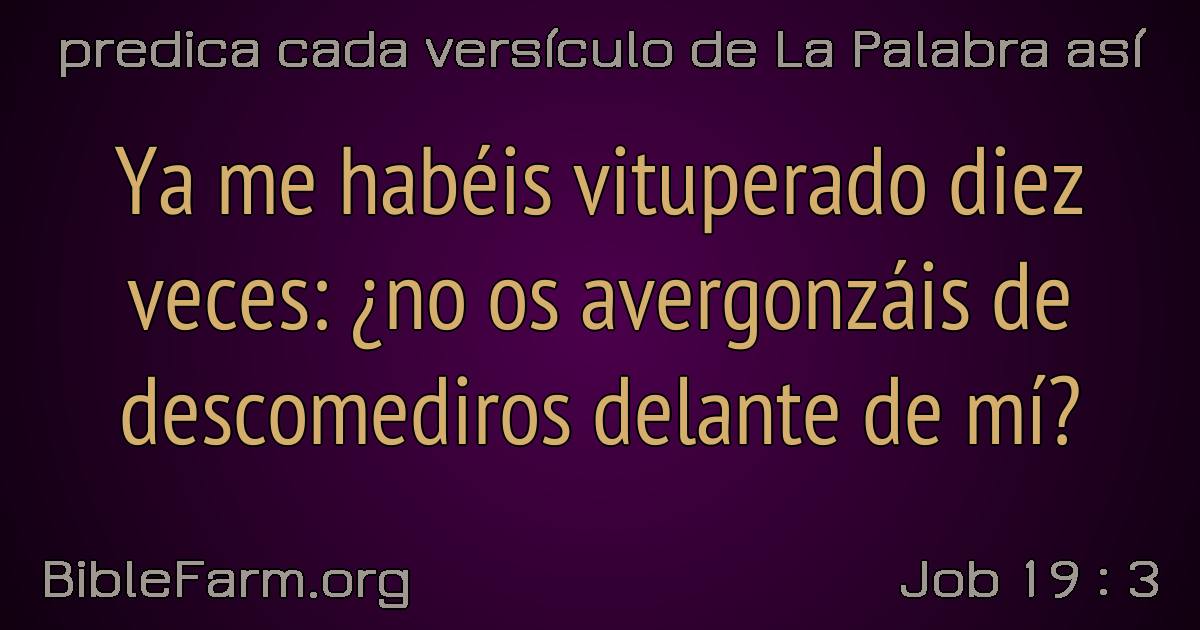 predica cada versículo de La Palabra así
Ya me habéis vituperado diez
veces: ¿no os avergonzáis de
descomediros delante de mí?
BibleFarm.org
Job 19 : 3